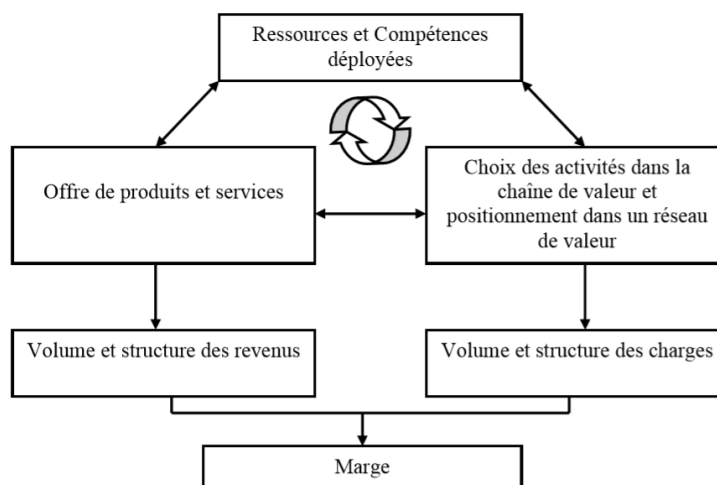 Ressources et Compétences
déployées
Offre de produits et services
Choix des activités dans la
chaîne de valeur et
positionnement dans un réseau
de valeur
Volume et structure des revenus
Volume et structure des charges
Marge